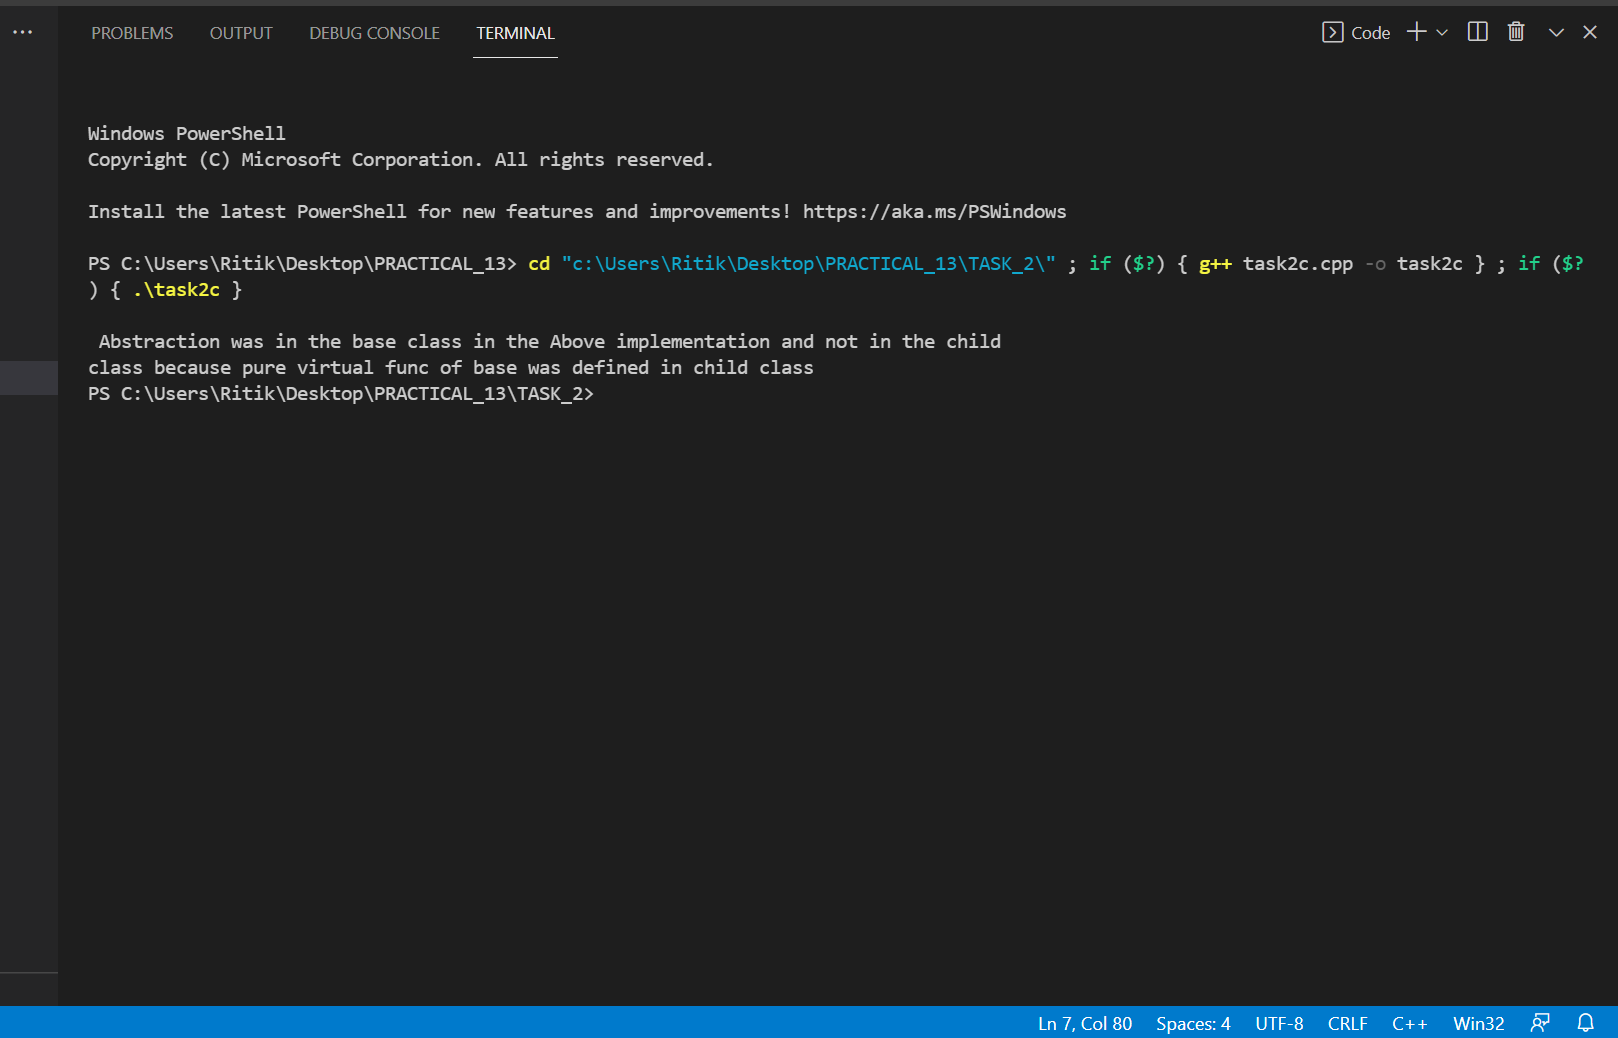 PROBLEMS OUTPUT DEBUG CONSOLE TERMINAL Code
Windows PowerShell
Copyright (C) Microsoft Corporation. All rights reserved.
Install the latest PowerShell for new features and improvements! https://aka.ms/PSWindows
PS C:\Users\Ritik\Desktop\PRACTICAL_13> cd "c:\Users\Ritik\Desktop\PRACTICAL_13\TASK_2\" ; if ($?) { g++ task2c.cpp -o task2c } ; if ($?
) { .\task2c }
Abstraction was in the base class in the Above implementation and not in the child
class because pure virtual func of base was defined in child class
PS C:\Users\Ritik\Desktop\PRACTICAL_13\TASK_2>
Ln 7, Col 80 Spaces: 4 UTF-8 CRLF C++ Win32